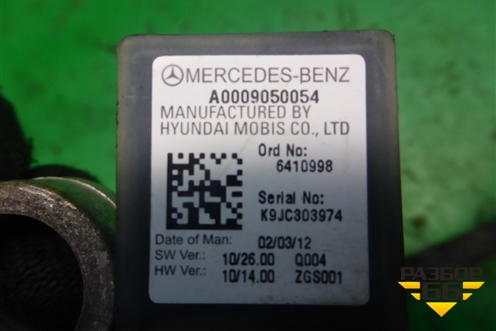 MERCEDES-BENZ
A0009050054
MANUFACTURED BY
HYUNDAI MOBIS CO., LTD
Ord No:
6410998
Serial No:
K9JC303974
Date of Man: 02/03/12
SW Ver.: 10/26.00 Q004
HW Ver.: 10/14.00 ZGS001
РАЗБОР
66